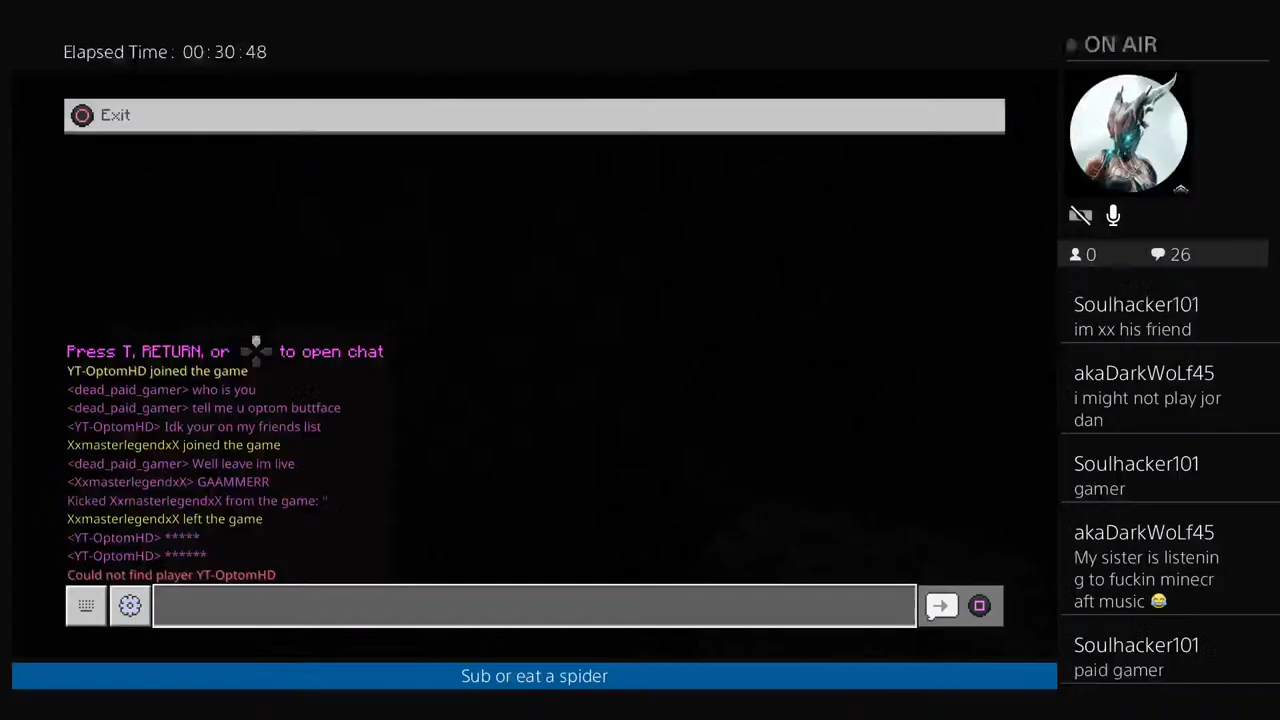 Elapsed Time: 00:30:48
ON AIR
Exit
0 26
Press T, RETURN, or to open chat
YT-OptomHD joined the game
<dead_paid_gamer> who is you
<dead_paid_gamer> tell me u optom buttface
<YT-OptomHD> Idk your on my friends list
XxmasterlegendxX joined the game
<dead_paid_gamer> Well leave im live
<XxmasterlegendxX> GAAMMERR
Kicked XxmasterlegendxX from the game: ''
XxmasterlegendxX left the game
<YT-OptomHD> *****
<YT-OptomHD> ******
Could not find player YT-OptomHD
Sub or eat a spider
Soulhacker101
im xx his friend
akaDarkWoLf45
i might not play jor
dan
Soulhacker101
gamer
akaDarkWoLf45
My sister is listenin
g to fuckin minecr
aft music 😂
Soulhacker101
paid gamer